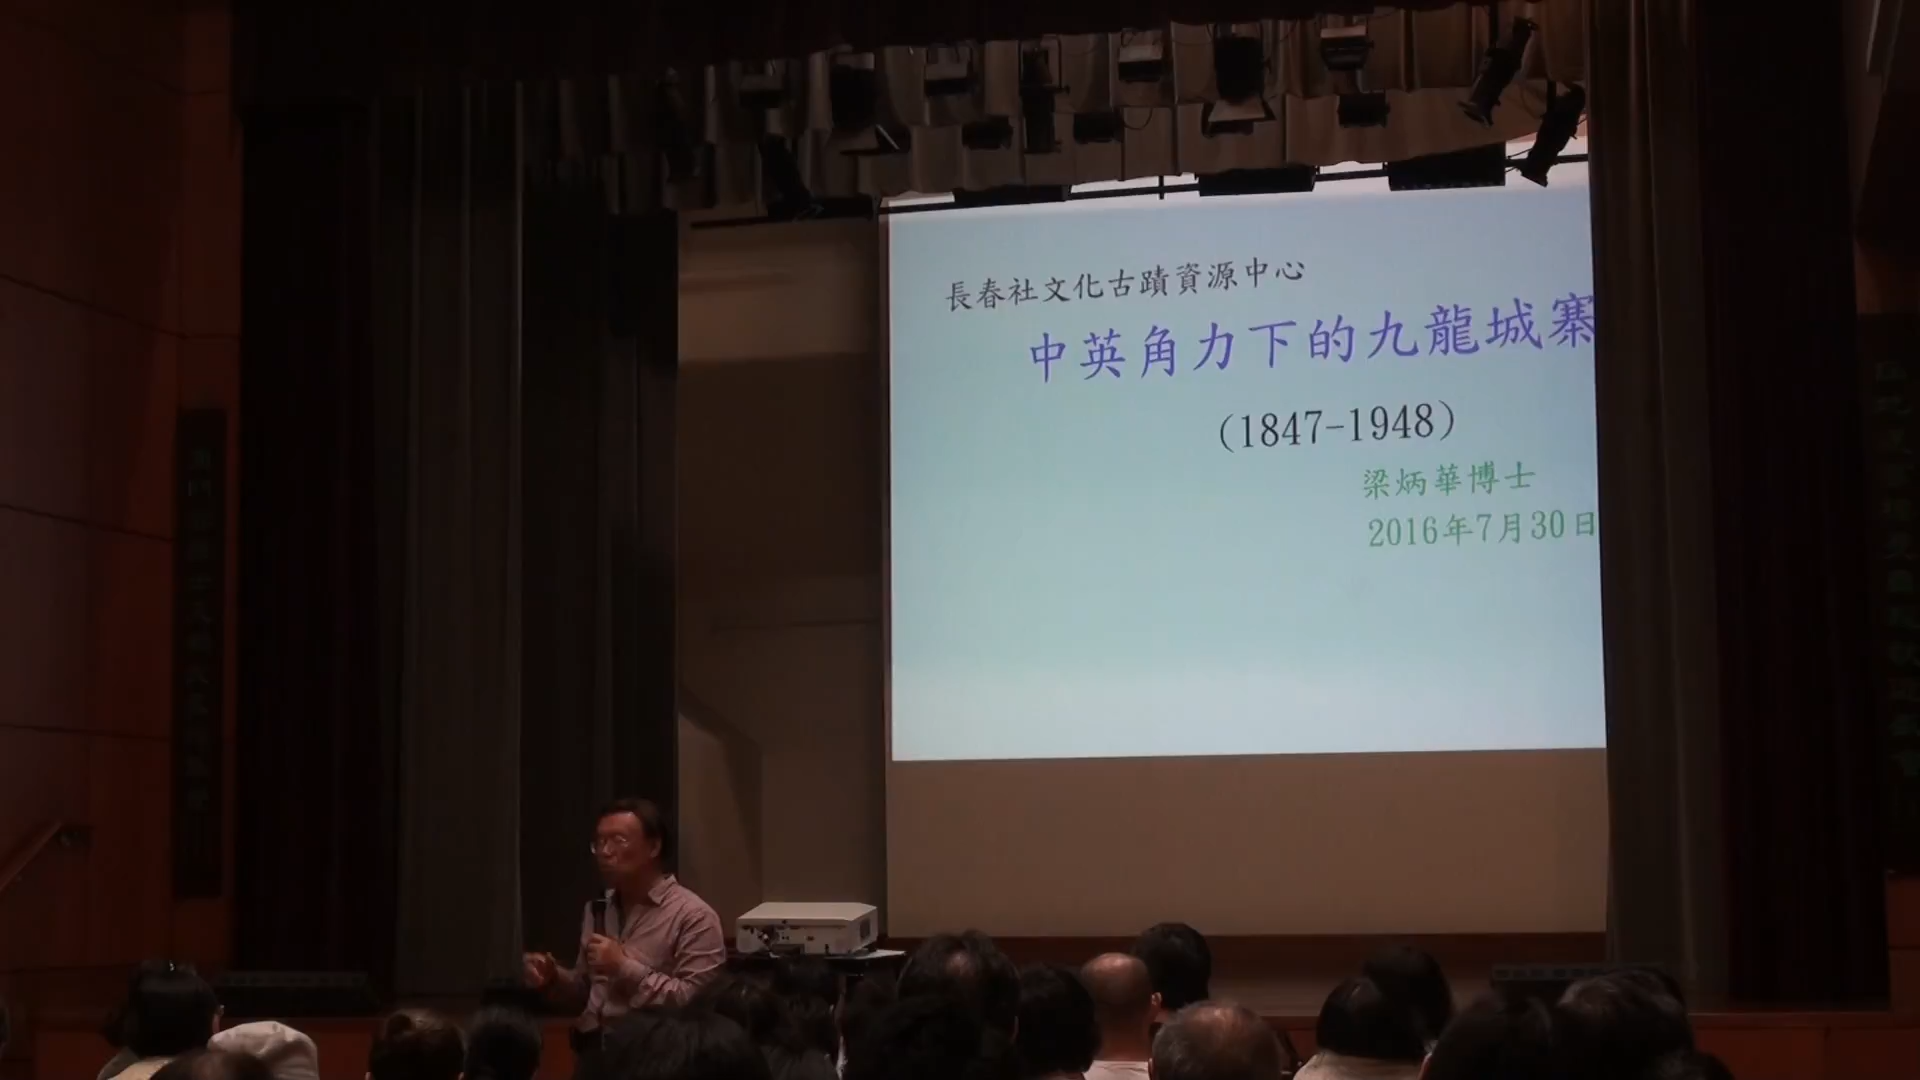 長春社文化古蹟資源中心
中英角力下的九龍城寨
(1847-1948)
梁炳華博士
2016年7月30日